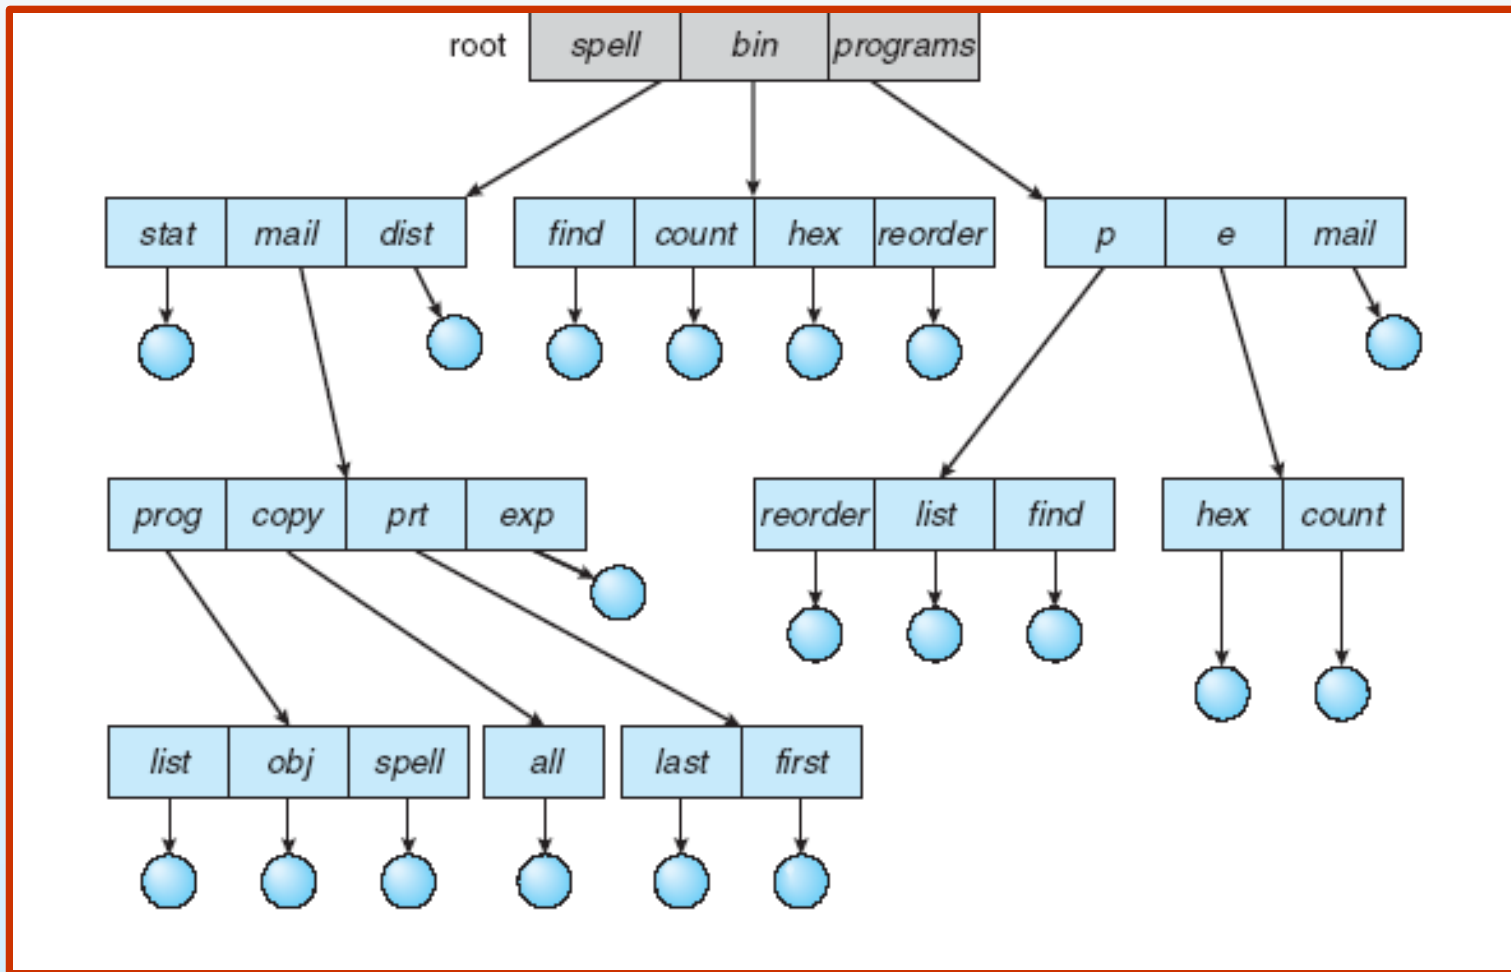 root spell bin programs
stat mail dist find count hex reorder p e mail
prog copy prt exp reorder list find hex count
list obj spell all last first